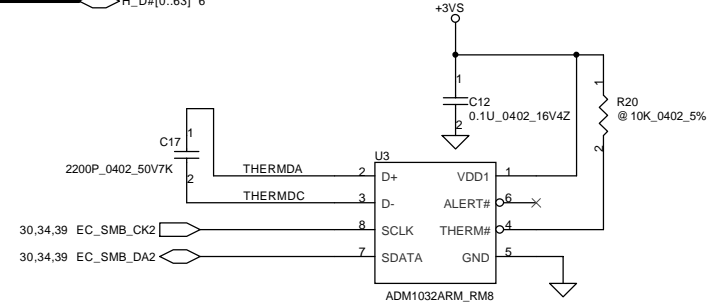 H_D#[0..63] 6
+3VS
1
C12
0.1U_0402_16V4Z
2
1
R20
@ 10K_0402_5%
2
C17
1
2200P_0402_50V7K
2
U3
THERMDA 2 D+ VDD1 1
THERMDC 3 D- ALERT# 6
30,34,39 EC_SMB_CK2 8 SCLK THERM# 4
30,34,39 EC_SMB_DA2 7 SDATA GND 5
ADM1032ARM_RM8